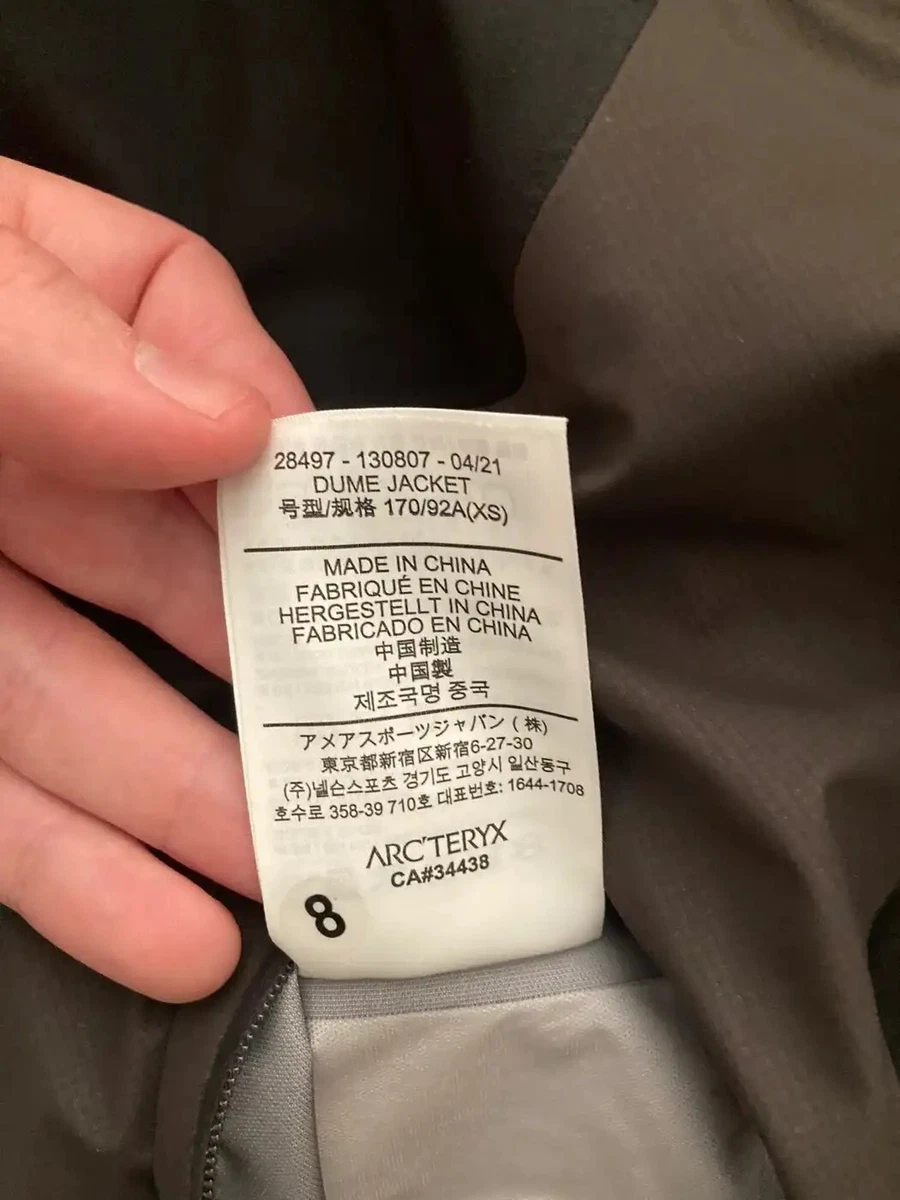 28497 - 130807 - 04/21
DUME JACKET
号型/规格 170/92A(XS)
MADE IN CHINA
FABRIQUÉ EN CHINE
HERGESTELLT IN CHINA
FABRICADO EN CHINA
中国制造
中国製
제조국명 중국
アメアスポーツジャパン ( 株)
東京都新宿区新宿6-27-30
(주)넬슨스포츠 경기도 고양시 일산동구
호수로 358-39 710호 대표번호: 1644-1708
ARC'TERYX
CA#34438
8